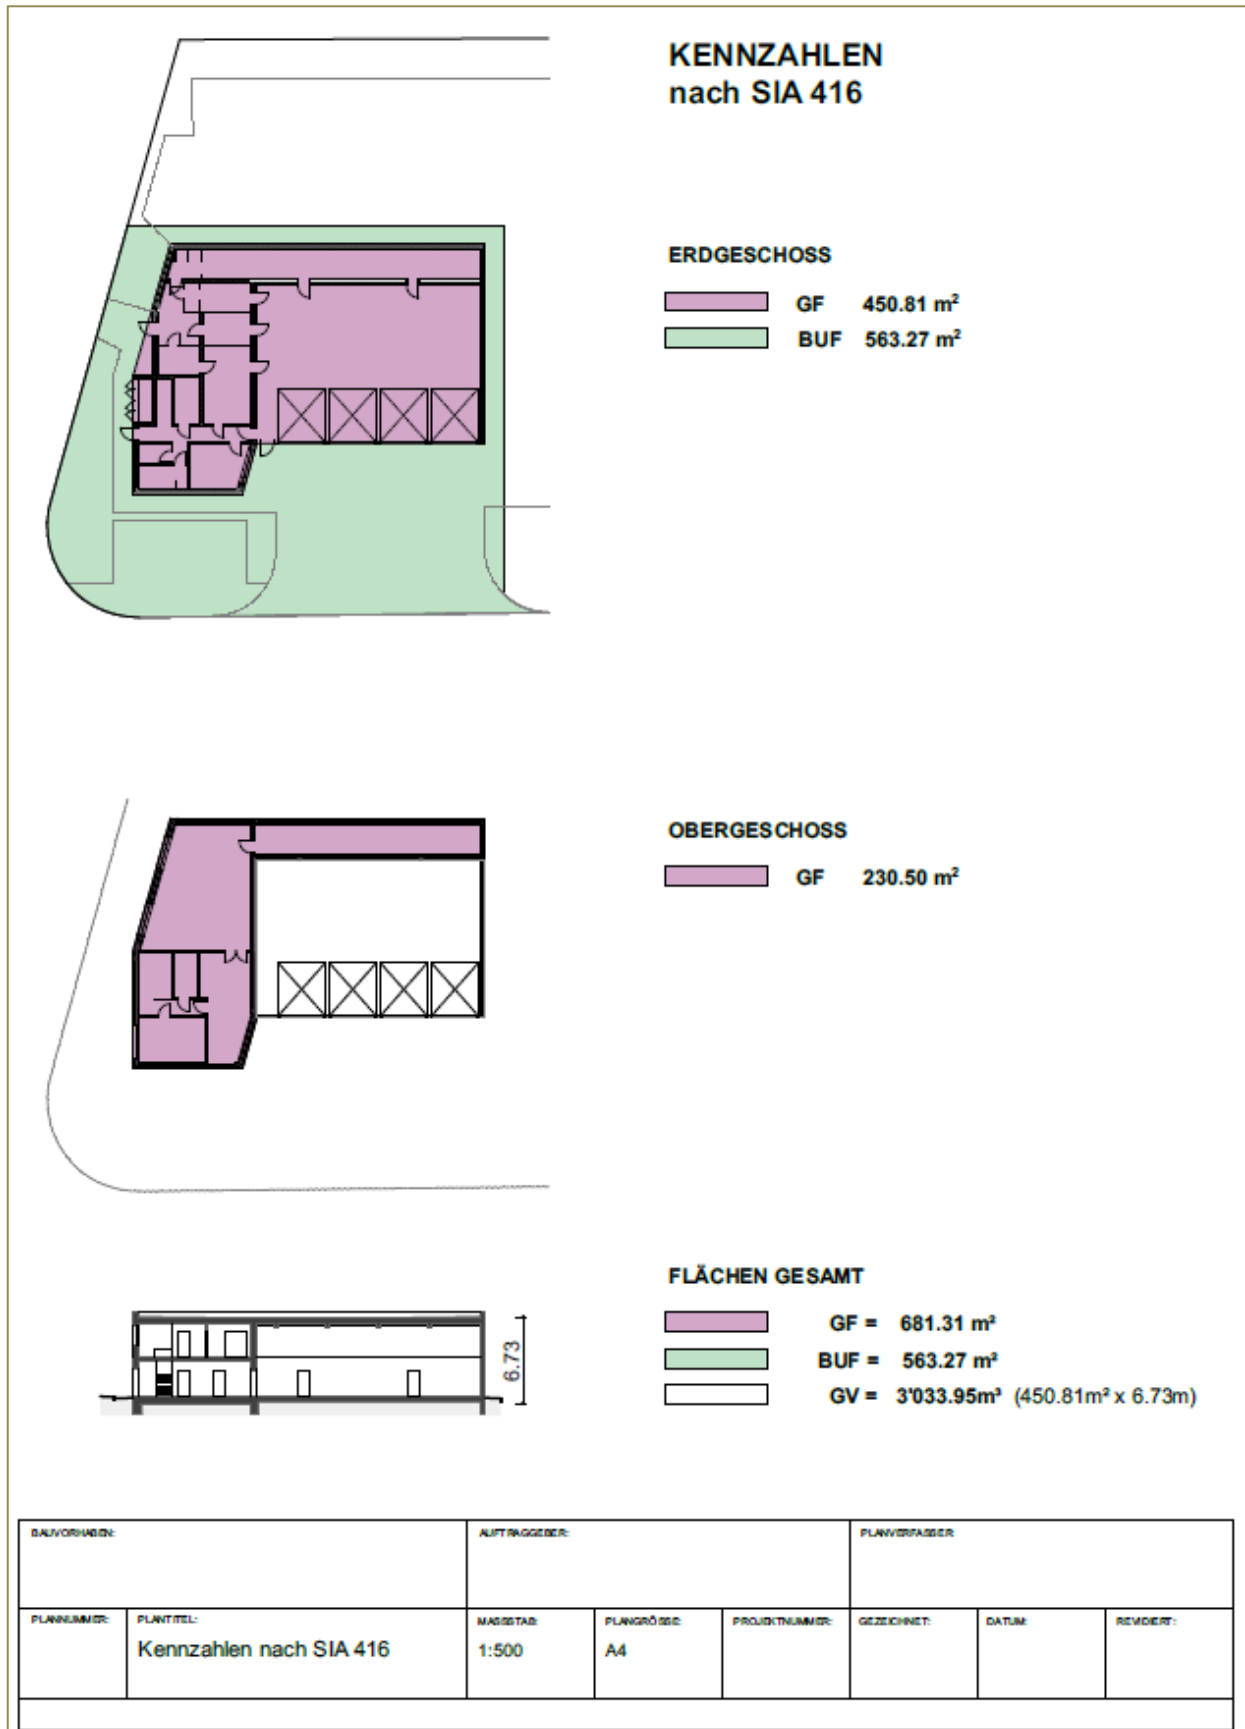 KENNZAHLEN
nach SIA 416
ERDGESCHOSS
GF 450.81 m²
BUF 563.27 m²
OBERGESCHOSS
GF 230.50 m²
FLÄCHEN GESAMT
GF = 681.31 m²
BUF = 563.27 m²
GV = 3'033.95m³ (450.81m² x 6.73m)
6.73
BAUVORHABEN:
AUFTRAGGEBER:
PLANVERFASSER:
PLANNUMMER:
PLANTITEL:
Kennzahlen nach SIA 416
MASSSTAB:
1:500
PLANGRÖSSE:
A4
PROJEKTNUMMER:
GEZEICHNET:
DATUM:
REVIDIERT: